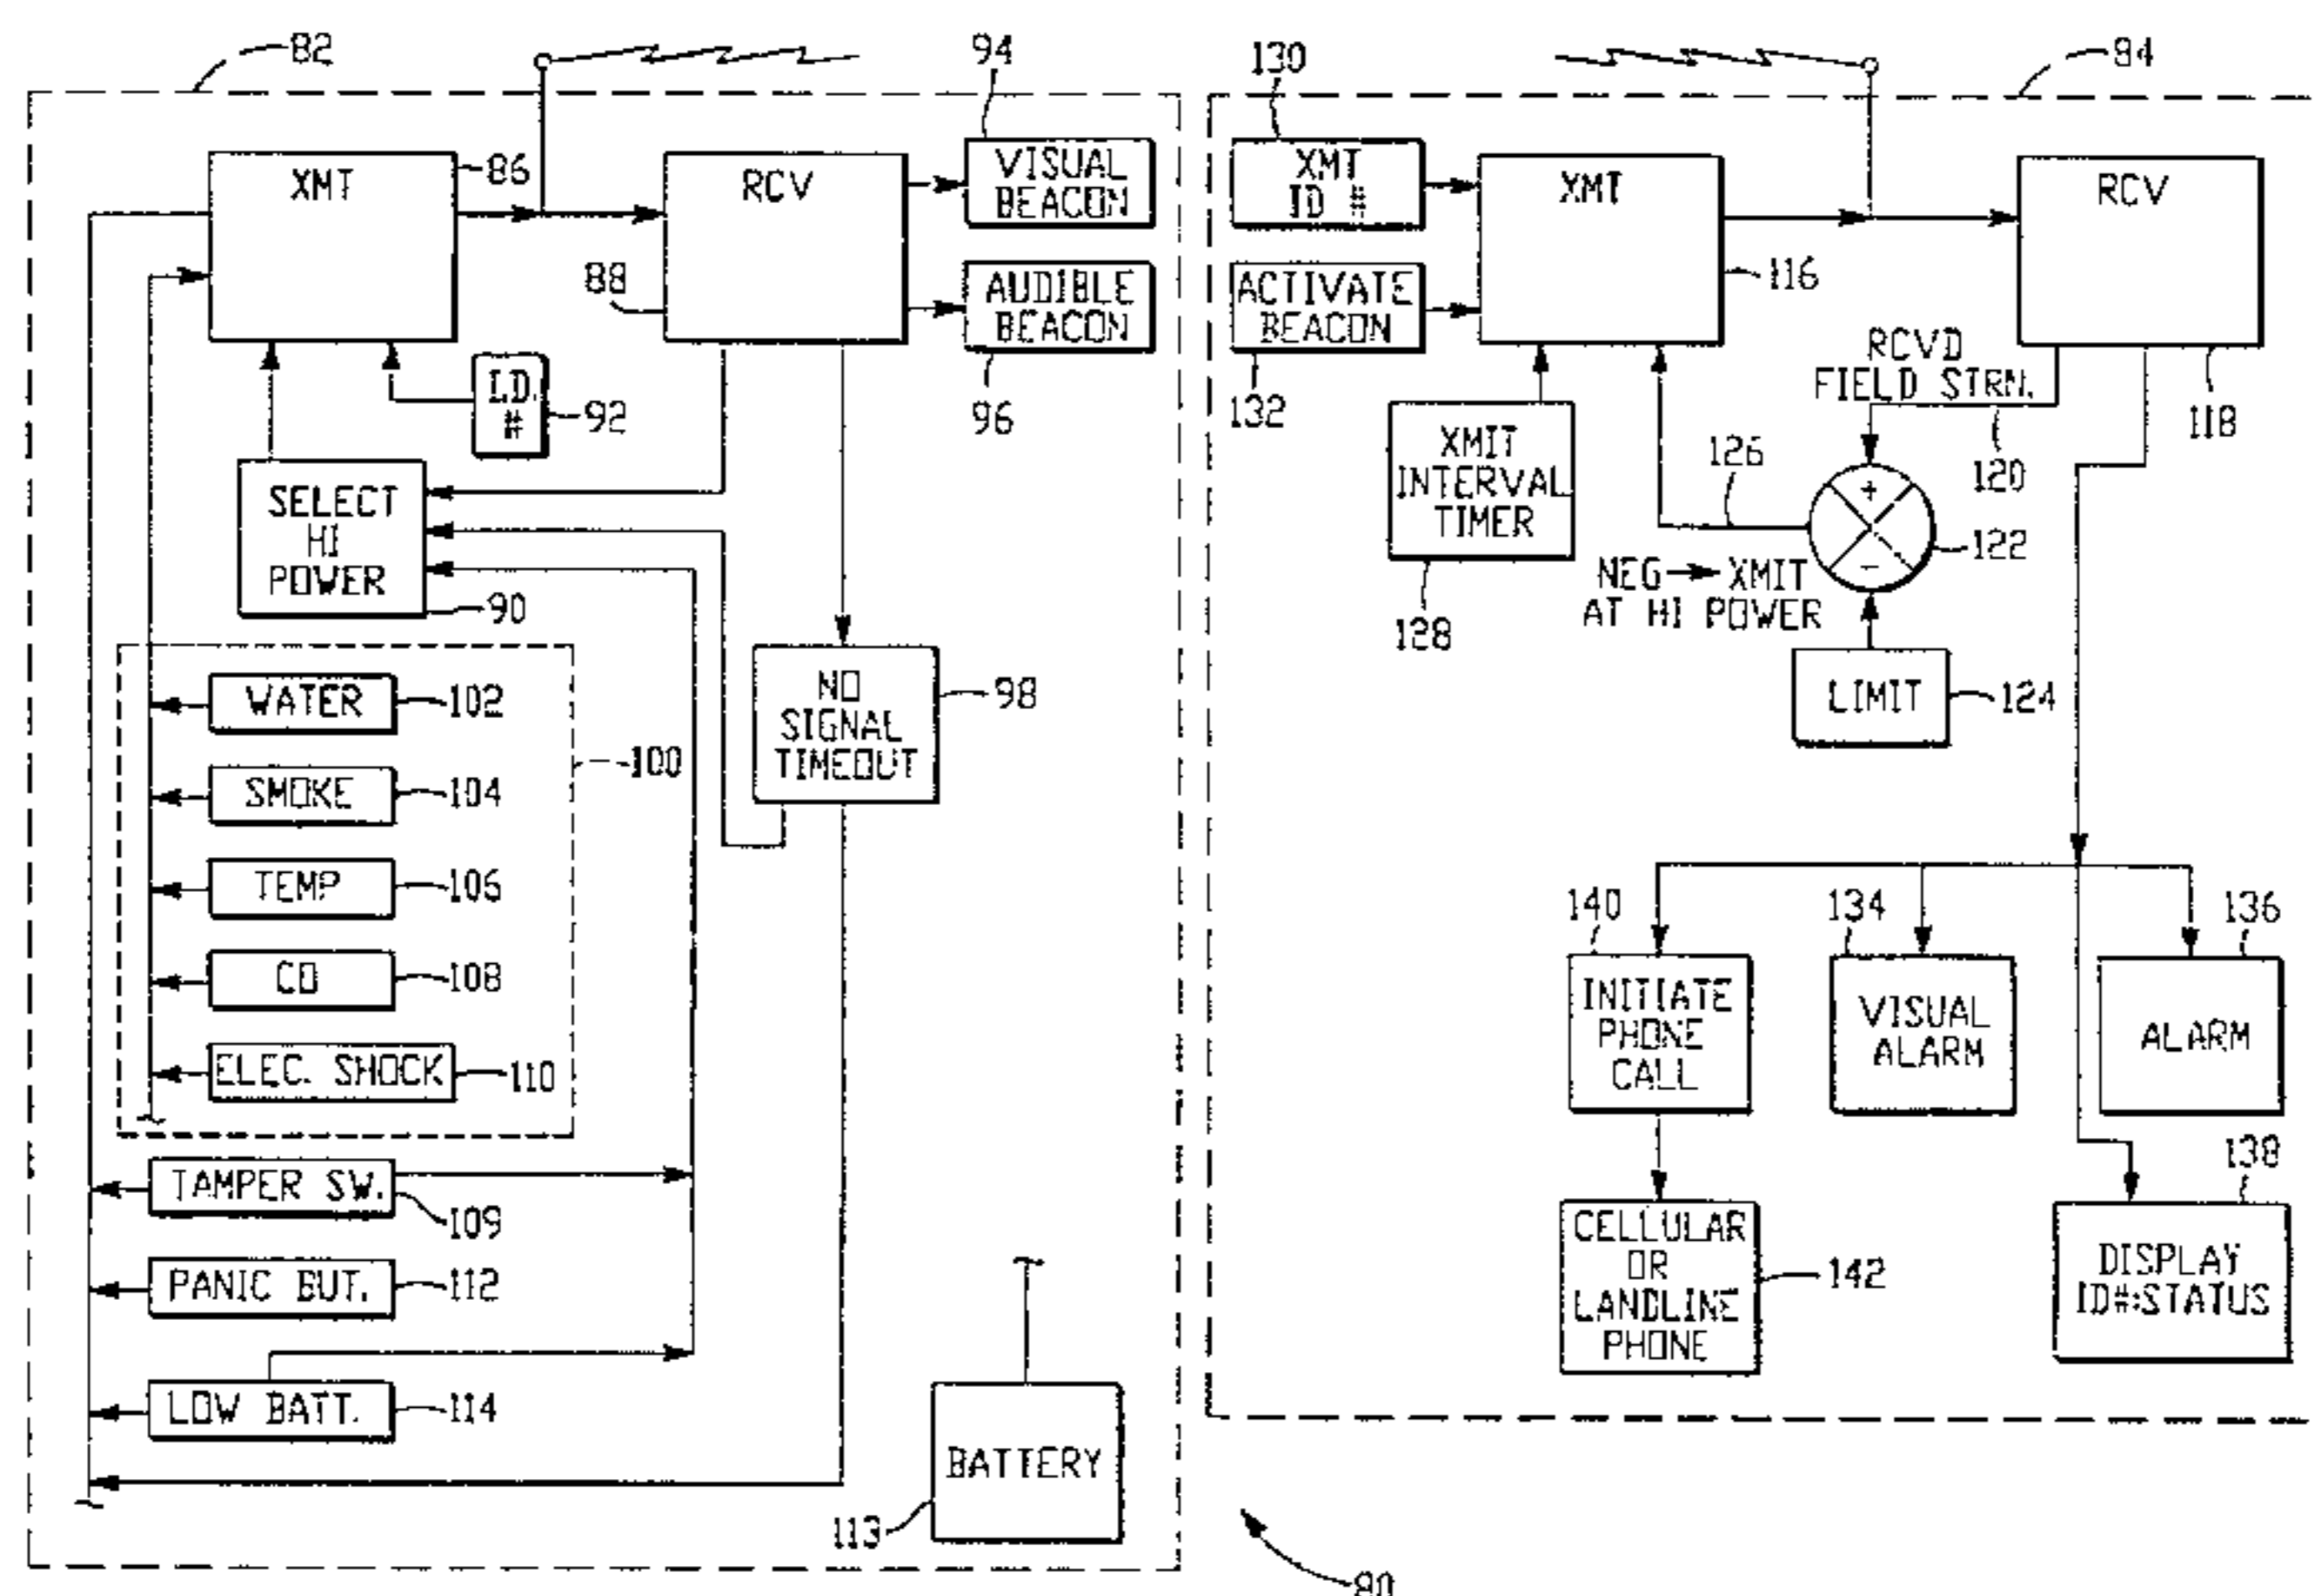 82
94
130
84
XMT
86
RCV
VISUAL
BEACON
XMT
ID #
XMT
RCV
88
AUDIBLE
BEACON
ACTIVATE
BEACON
116
I.D.
#
92
96
132
RCVD
FIELD STRN.
118
SELECT
HI
POWER
90
XMIT
INTERVAL
TIMER
128
126
120
+
−
122
NEG → XMIT
AT HI POWER
WATER
102
NO
SIGNAL
TIMEOUT
98
LIMIT
124
100
SMOKE
104
TEMP
106
CO
108
ELEC. SHOCK
110
140
134
136
INITIATE
PHONE
CALL
VISUAL
ALARM
ALARM
TAMPER SW.
109
138
PANIC BUT.
112
CELLULAR
OR
LANDLINE
PHONE
142
DISPLAY
ID#:STATUS
LOW BATT.
114
BATTERY
113
80